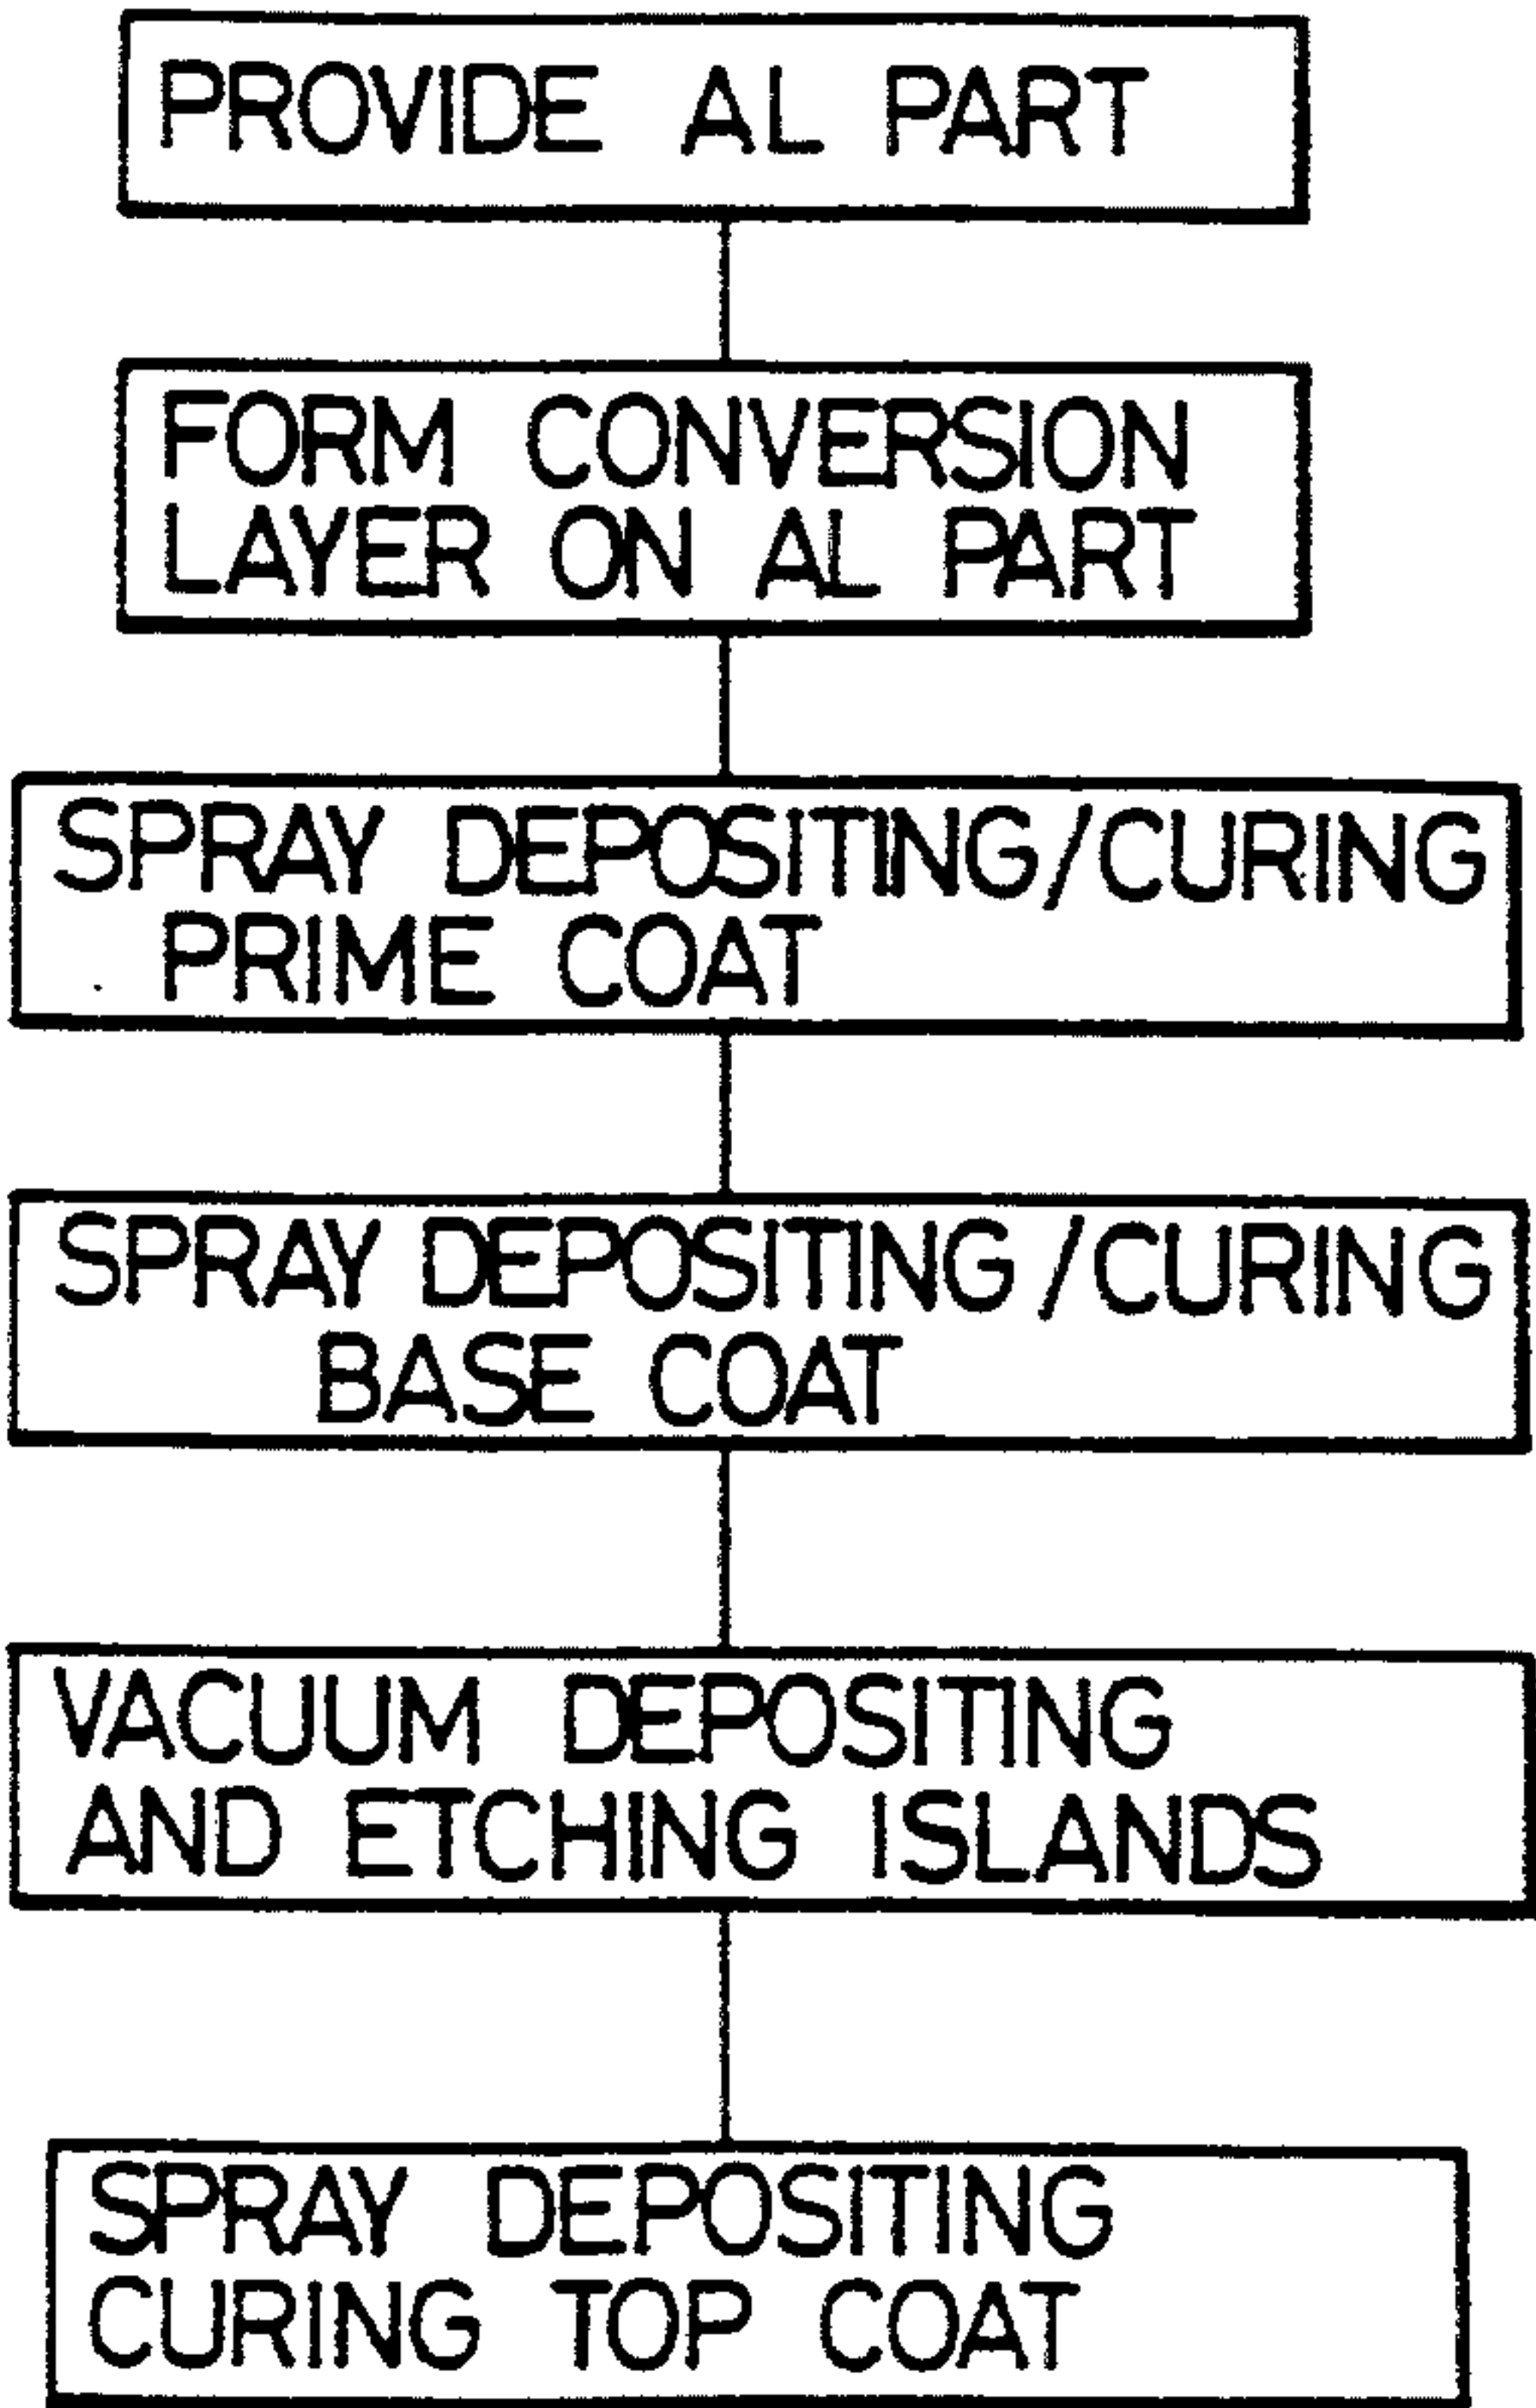 PROVIDE AL PART
FORM CONVERSION
LAYER ON AL PART
SPRAY DEPOSITING/CURING
PRIME COAT
SPRAY DEPOSITING/CURING
BASE COAT
VACUUM DEPOSITING
AND ETCHING ISLANDS
SPRAY DEPOSITING
CURING TOP COAT